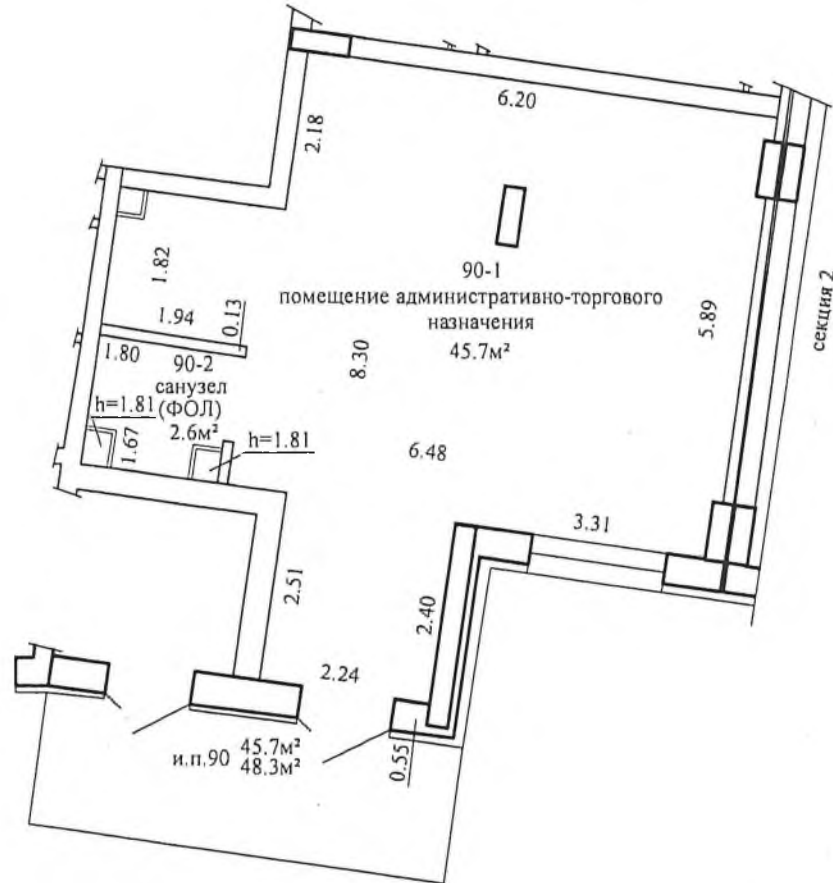 6.20
2.18
90-1
помещение административно-торгового
назначения
45.7м²
5.89
секция 2
1.82
1.94
0.13
8.30
1.80
90-2
санузел
(ФОЛ)
2.6м²
h=1.81
1.67
h=1.81
6.48
3.31
2.51
2.40
2.24
и.п.90
45.7м²
48.3м²
0.55